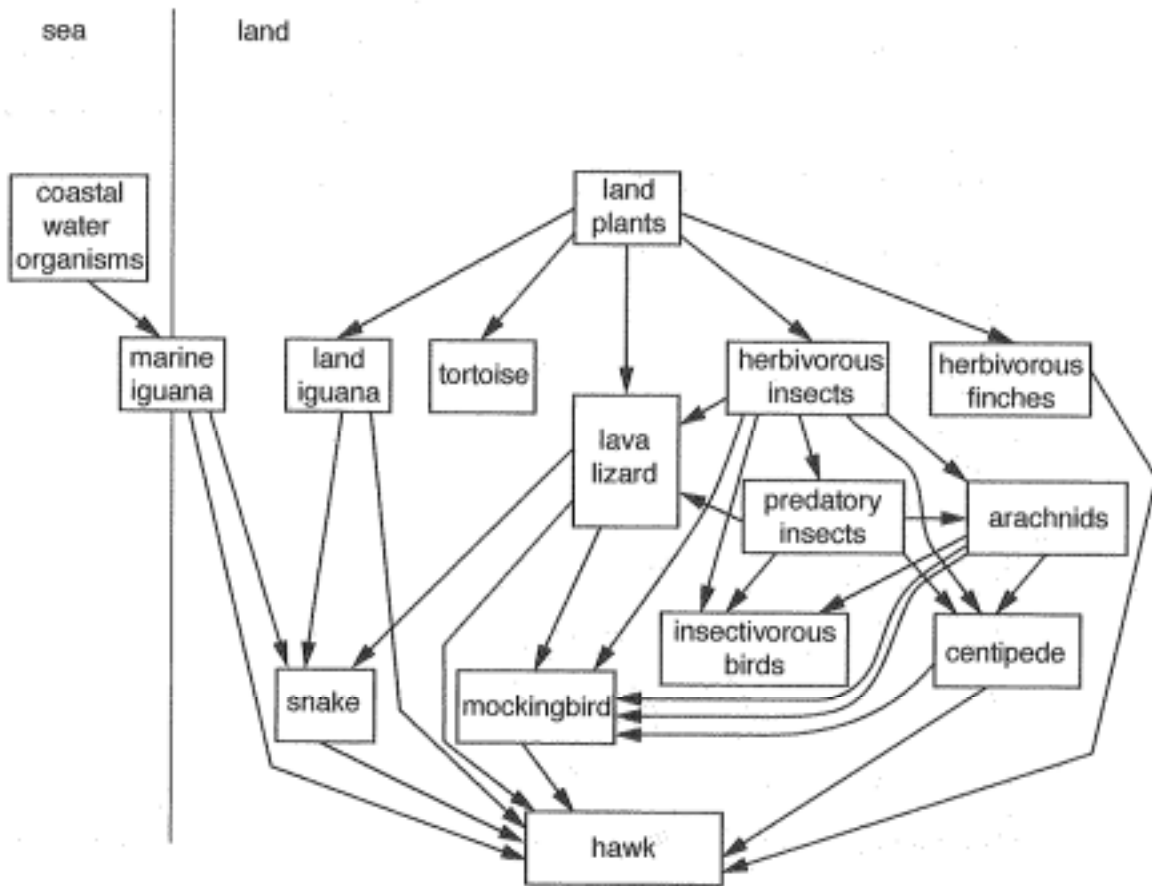 sea
land
coastal
water
organisms
land
plants
marine
iguana
land
iguana
tortoise
herbivorous
insects
herbivorous
finches
lava
lizard
predatory
insects
arachnids
insectivorous
birds
centipede
snake
mockingbird
hawk